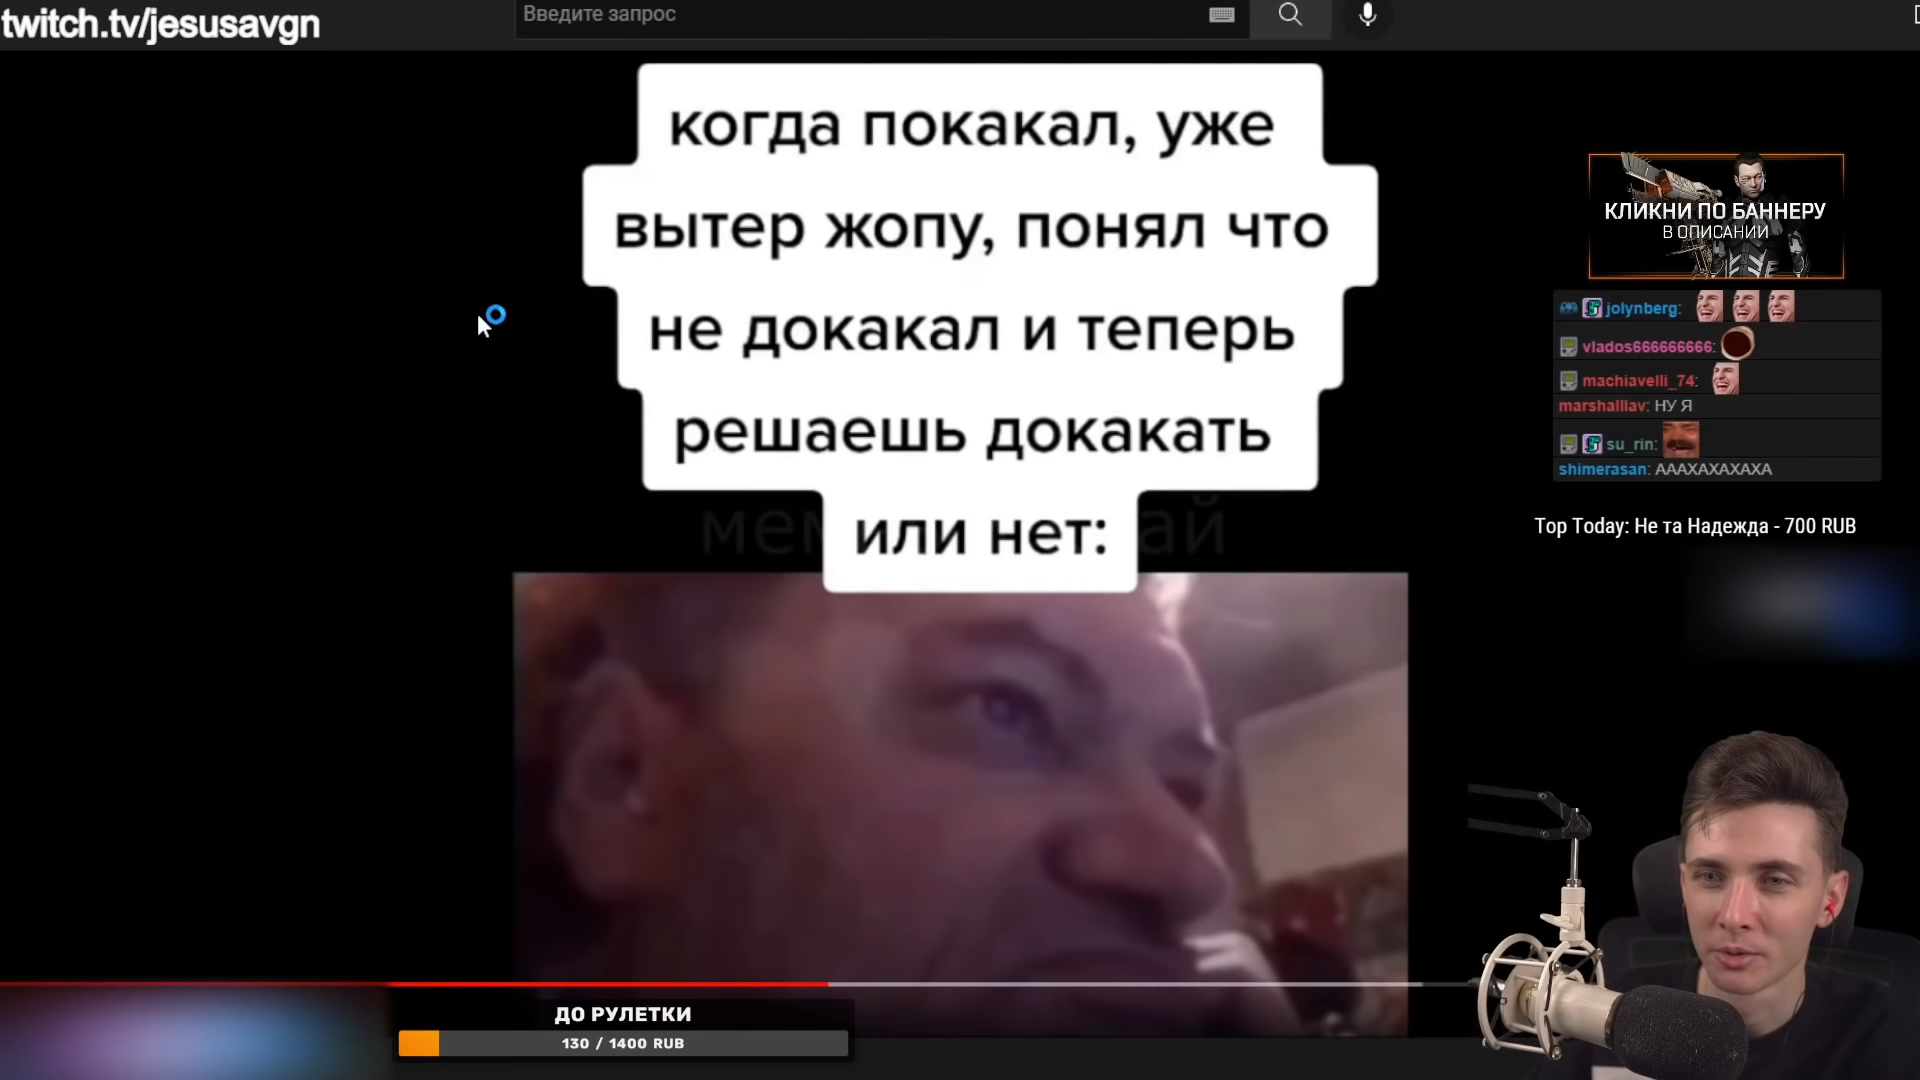 twitch.tv/jesusavgn
Введите запрос
когда покакал, уже
вытер жопу, понял что
не докакал и теперь
решаешь докакать
или нет:
КЛИКНИ ПО БАННЕРУ
В ОПИСАНИИ
jolynberg:
vlados666666666:
machiavelli_74:
marshalllav: НУ Я
su_rin:
shimerasan: АААХАХАХАХА
Top Today: Не та Надежда - 700 RUB
ДО РУЛЕТКИ
130 / 1400 RUB